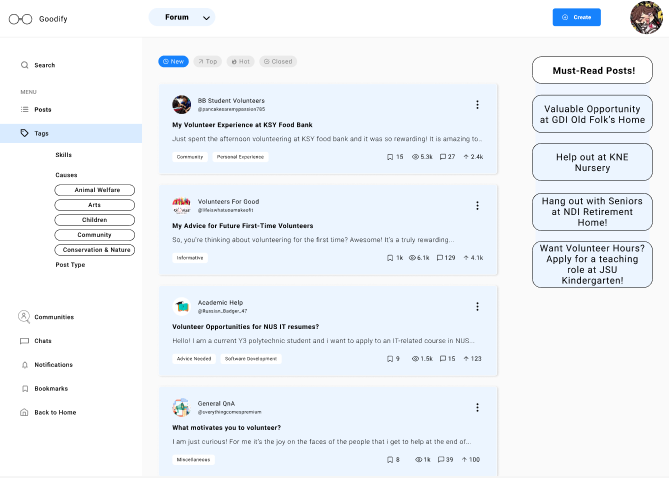 Goodify
Forum
Create
Search
MENU
Posts
Tags
Skills
Causes
Animal Welfare
Arts
Children
Community
Conservation & Nature
Post Type
Communities
Chats
Notifications
Bookmarks
Back to Home
New
Top
Hot
Closed
BB Student Volunteers
@pancakesaremypassion785
My Volunteer Experience at KSY Food Bank
Just spent the afternoon volunteering at KSY food bank and it was so rewarding! It is amazing to...
Community
Personal Experience
15
5.3k
27
2.4k
Volunteers For Good
@lifeiswhatyoumakeofit
My Advice for Future First-Time Volunteers
So, you're thinking about volunteering for the first time? Awesome! It's a truly rewarding...
Informative
1k
6.1k
129
4.1k
Academic Help
@Russian_Badger_47
Volunteer Opportunities for NUS IT resumes?
Hello! I am a current Y3 polytechnic student and i want to apply to an IT-related course in NUS...
Advice Needed
Software Development
9
1.5k
15
123
General QnA
@everythingcomespremium
What motivates you to volunteer?
I am just curious! For me it's the joy on the faces of the people that i get to help at the end of...
Miscellaneous
8
1k
39
100
Must-Read Posts!
Valuable Opportunity
at GDI Old Folk's Home
Help out at KNE
Nursery
Hang out with Seniors
at NDI Retirement
Home!
Want Volunteer Hours?
Apply for a teaching
role at JSU
Kindergarten!